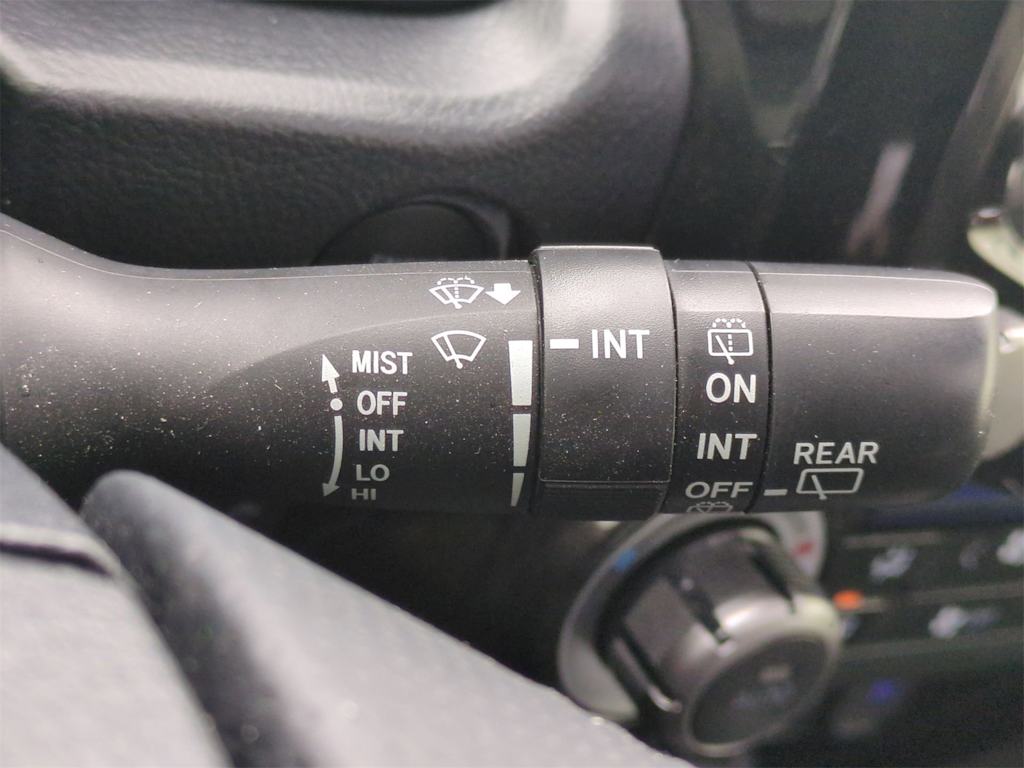 MIST
OFF
INT
LO
HI
INT
ON
INT
OFF
REAR